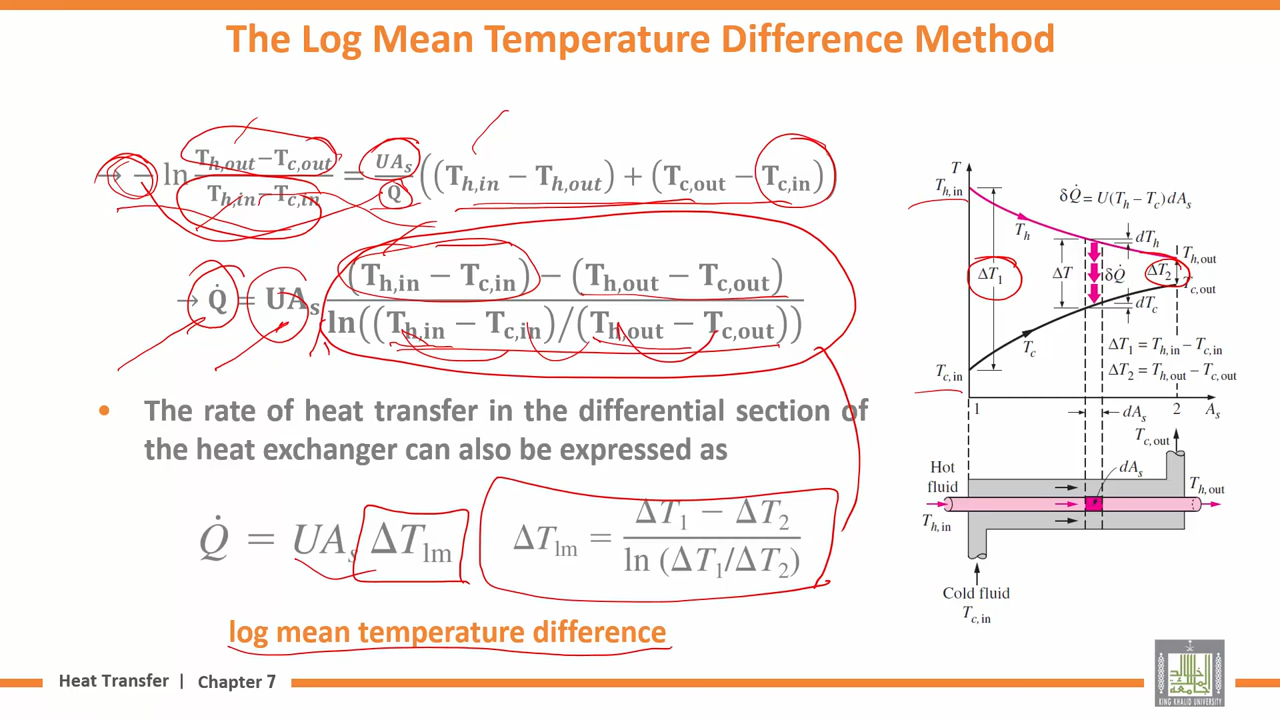 The Log Mean Temperature Difference Method
→ − ln (T_h,out − T_c,out)/(T_h,in − T_c,in) = UA_s/Q̇ ((T_h,in − T_h,out) + (T_c,out − T_c,in))
→ Q̇ = UA_s ((T_h,in − T_c,in) − (T_h,out − T_c,out))/(ln((T_h,in − T_c,in)/(T_h,out − T_c,out)))
• The rate of heat transfer in the differential section of
the heat exchanger can also be expressed as
Q̇ = UA_s ΔT_lm
ΔT_lm = (ΔT_1 − ΔT_2)/(ln (ΔT_1/ΔT_2))
log mean temperature difference
T
T_h,in
δQ̇ = U(T_h − T_c)dA_s
T_h
dT_h
T_h,out
ΔT_1
ΔT
δQ̇
ΔT_2
T_c,out
dT_c
T_c
ΔT_1 = T_h,in − T_c,in
ΔT_2 = T_h,out − T_c,out
T_c,in
1
dA_s
2
A_s
T_c,out
dA_s
Hot
fluid
T_h,in
T_h,out
Cold fluid
T_c,in
Heat Transfer | Chapter 7
جامعة الملك خالد
KING KHALID UNIVERSITY